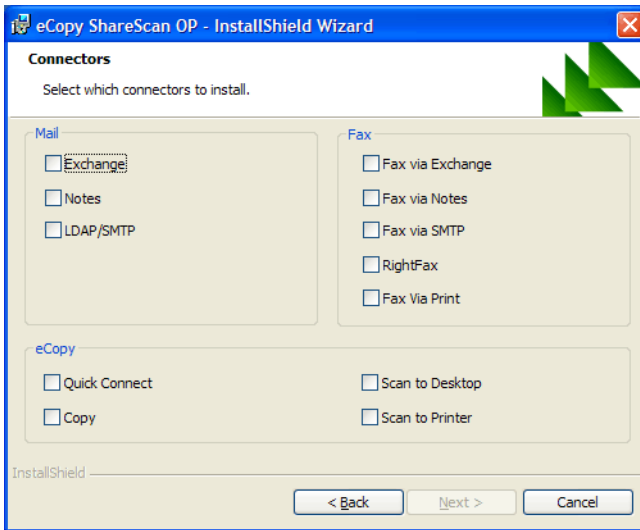 eCopy ShareScan OP - InstallShield Wizard
Connectors
Select which connectors to install.
Mail
Exchange
Notes
LDAP/SMTP
Fax
Fax via Exchange
Fax via Notes
Fax via SMTP
RightFax
Fax Via Print
eCopy
Quick Connect
Copy
Scan to Desktop
Scan to Printer
InstallShield
< Back
Next >
Cancel